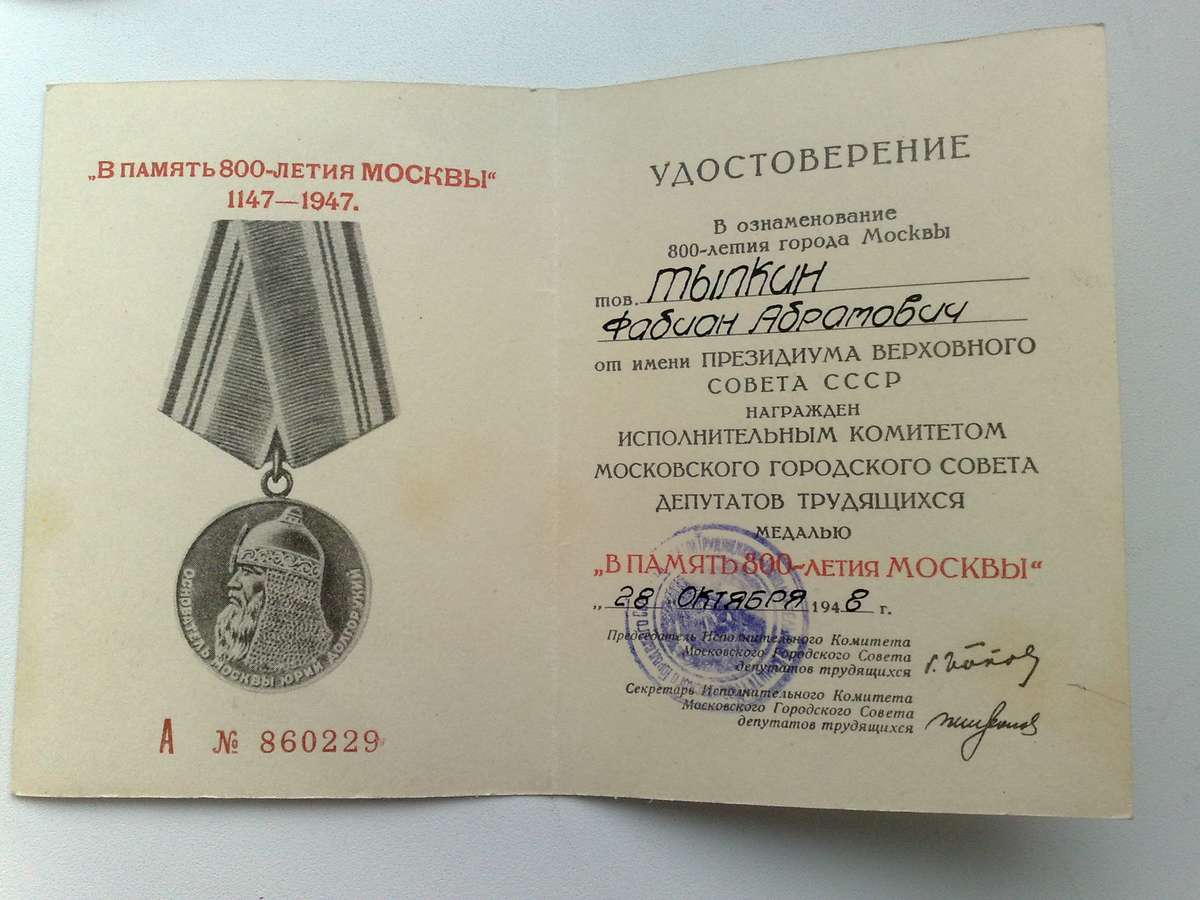 „В ПАМЯТЬ 800-ЛЕТИЯ МОСКВЫ“
1147—1947.
ОСНОВАТЕЛЬ МОСКВЫ ЮРИЙ ДОЛГОРУКИЙ
А № 860229
УДОСТОВЕРЕНИЕ
В ознаменование
800-летия города Москвы
тов. Тылкин
Фабиан Абрамович
от имени ПРЕЗИДИУМА ВЕРХОВНОГО
СОВЕТА СССР
НАГРАЖДЕН
ИСПОЛНИТЕЛЬНЫМ КОМИТЕТОМ
МОСКОВСКОГО ГОРОДСКОГО СОВЕТА
ДЕПУТАТОВ ТРУДЯЩИХСЯ
МЕДАЛЬЮ
„В ПАМЯТЬ 800-ЛЕТИЯ МОСКВЫ“
„28 ОКТЯБРЯ 1948 г.
Председатель Исполнительного Комитета
Московского Городского Совета
депутатов трудящихся
Г. Попов
Секретарь Исполнительного Комитета
Московского Городского Совета
депутатов трудящихся